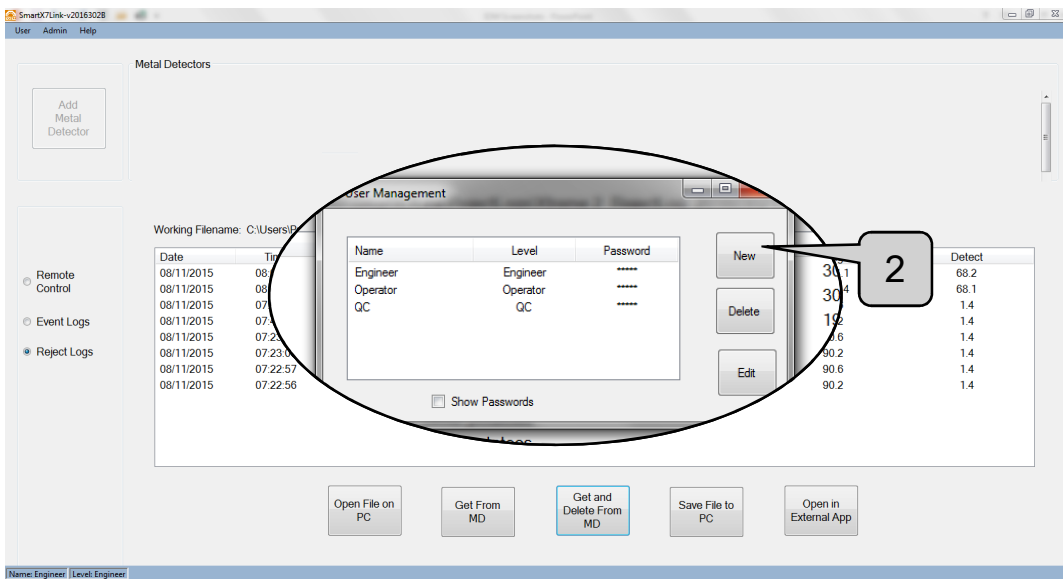 SmartX7Link-v20163028
User Admin Help
Metal Detectors
Add
Metal
Detector
Working Filename: C:\Users\
Remote
Control
Event Logs
Reject Logs
Date
Detect
08/11/2015 68.2
08/11/2015 68.1
08/11/2015 1.4
08/11/2015 1.4
08/11/2015 1.4
08/11/2015 07:23:0 90.2 1.4
08/11/2015 07:22:57 90.6 1.4
08/11/2015 07:22:56 90.2 1.4
User Management
Name Level Password
Engineer Engineer *****
Operator Operator *****
QC QC *****
Show Passwords
New
Delete
Edit
2
Open File on
PC
Get From
MD
Get and
Delete From
MD
Save File to
PC
Open in
External App
Name: Engineer Level: Engineer